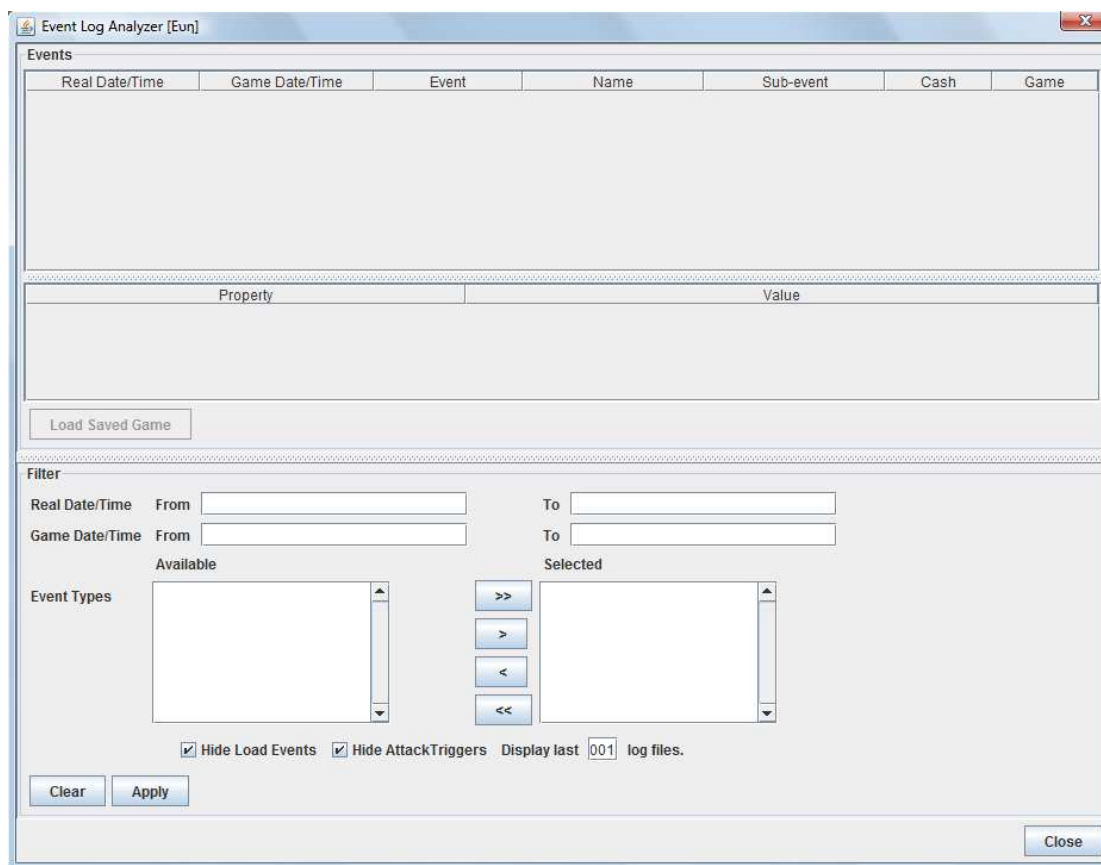 Event Log Analyzer [Eυη]
Events
Real Date/Time Game Date/Time Event Name Sub-event Cash Game
Property Value
Load Saved Game
Filter
Real Date/Time From To
Game Date/Time From To
Available Selected
Event Types
>>
>
<
<<
Hide Load Events Hide AttackTriggers Display last 001 log files.
Clear Apply
Close